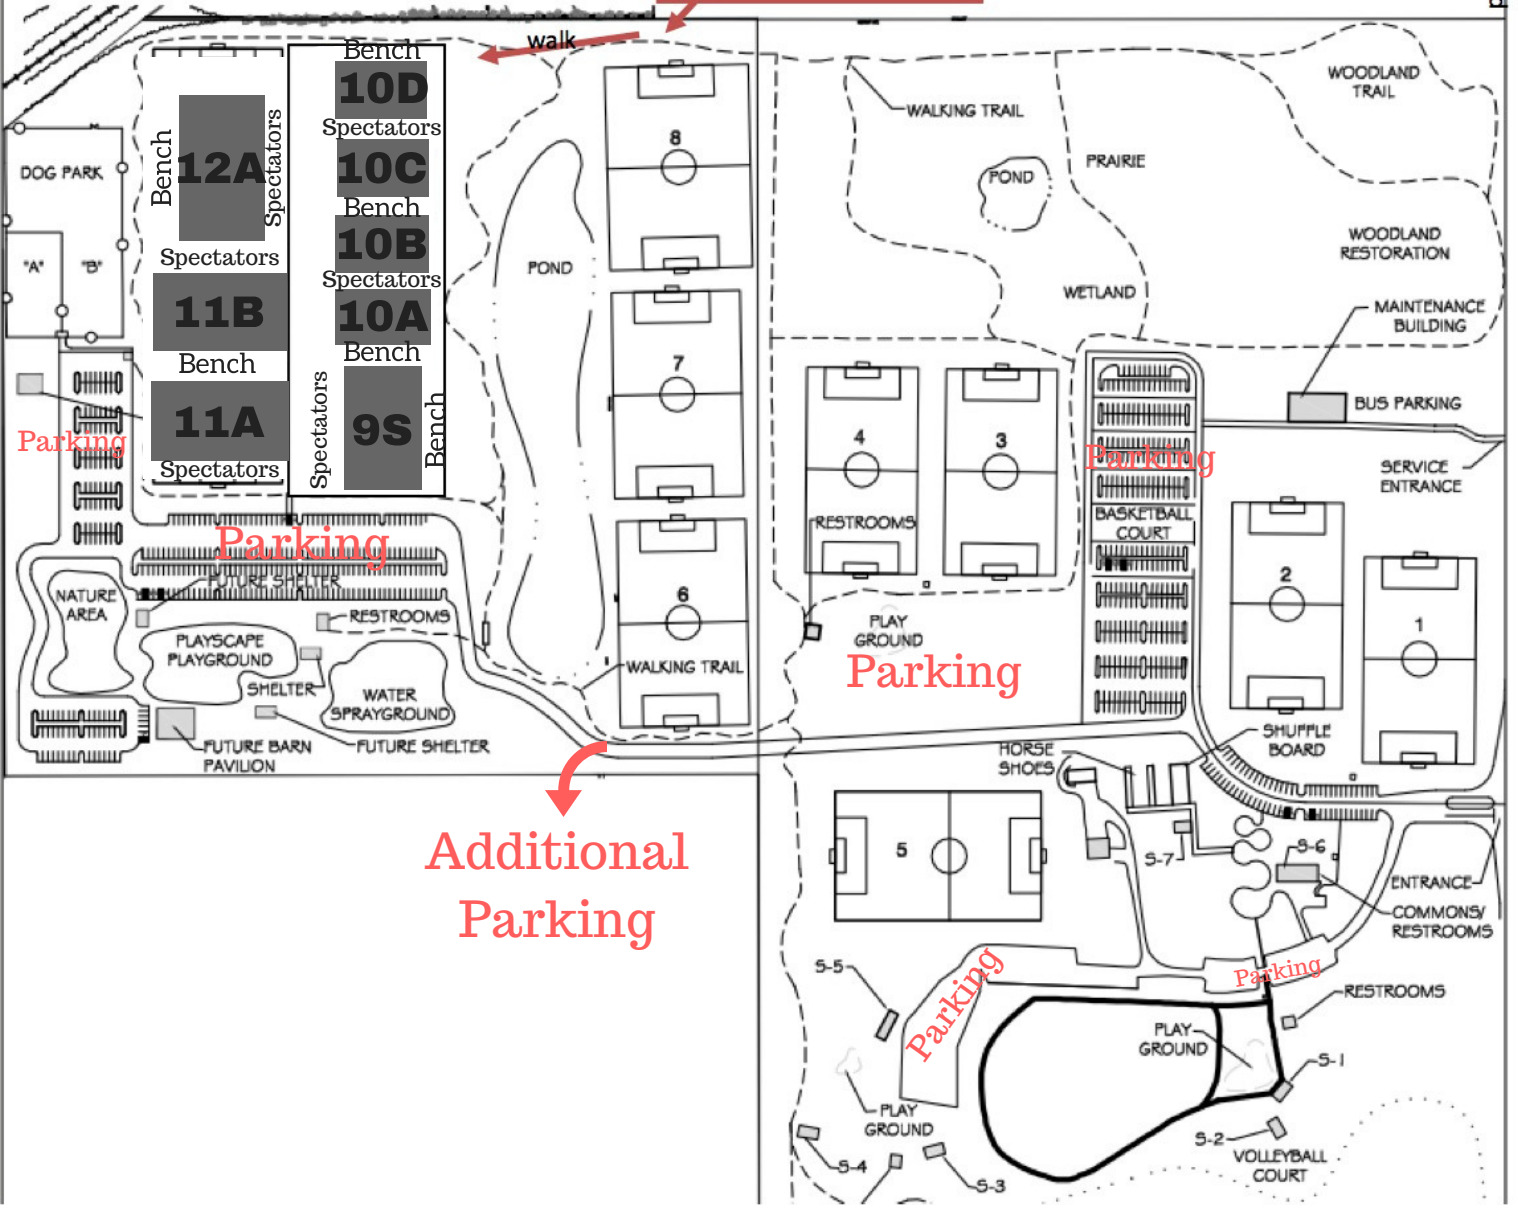 walk
Bench
10D
Spectators
10C
Bench
10B
Spectators
10A
Bench
Spectators
9S
Bench
Bench
12A
Spectators
Spectators
11B
Bench
11A
Spectators
DOG PARK
"A"
"B"
Parking
Parking
POND
8
7
6
WALKING TRAIL
WALKING TRAIL
POND
PRAIRIE
WETLAND
WOODLAND
TRAIL
WOODLAND
RESTORATION
MAINTENANCE
BUILDING
BUS PARKING
SERVICE
ENTRANCE
4
3
RESTROOMS
Parking
BASKETBALL
COURT
2
1
PLAY
GROUND
Parking
NATURE
AREA
FUTURE SHELTER
RESTROOMS
PLAYSCAPE
PLAYGROUND
SHELTER
WATER
SPRAYGROUND
FUTURE BARN
PAVILION
FUTURE SHELTER
Additional
Parking
HORSE
SHOES
SHUFFLE
BOARD
5
S-7
S-6
ENTRANCE
COMMONS/
RESTROOMS
S-5
Parking
Parking
RESTROOMS
PLAY
GROUND
S-1
PLAY
GROUND
S-2
VOLLEYBALL
COURT
S-4
S-3